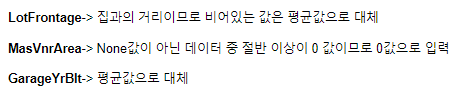 LotFrontage-> 집과의 거리이므로 비어있는 값은 평균값으로 대체
MasVnrArea-> None값이 아닌 데이터 중 절반 이상이 0 값이므로 0값으로 입력
GarageYrBlt-> 평균값으로 대체